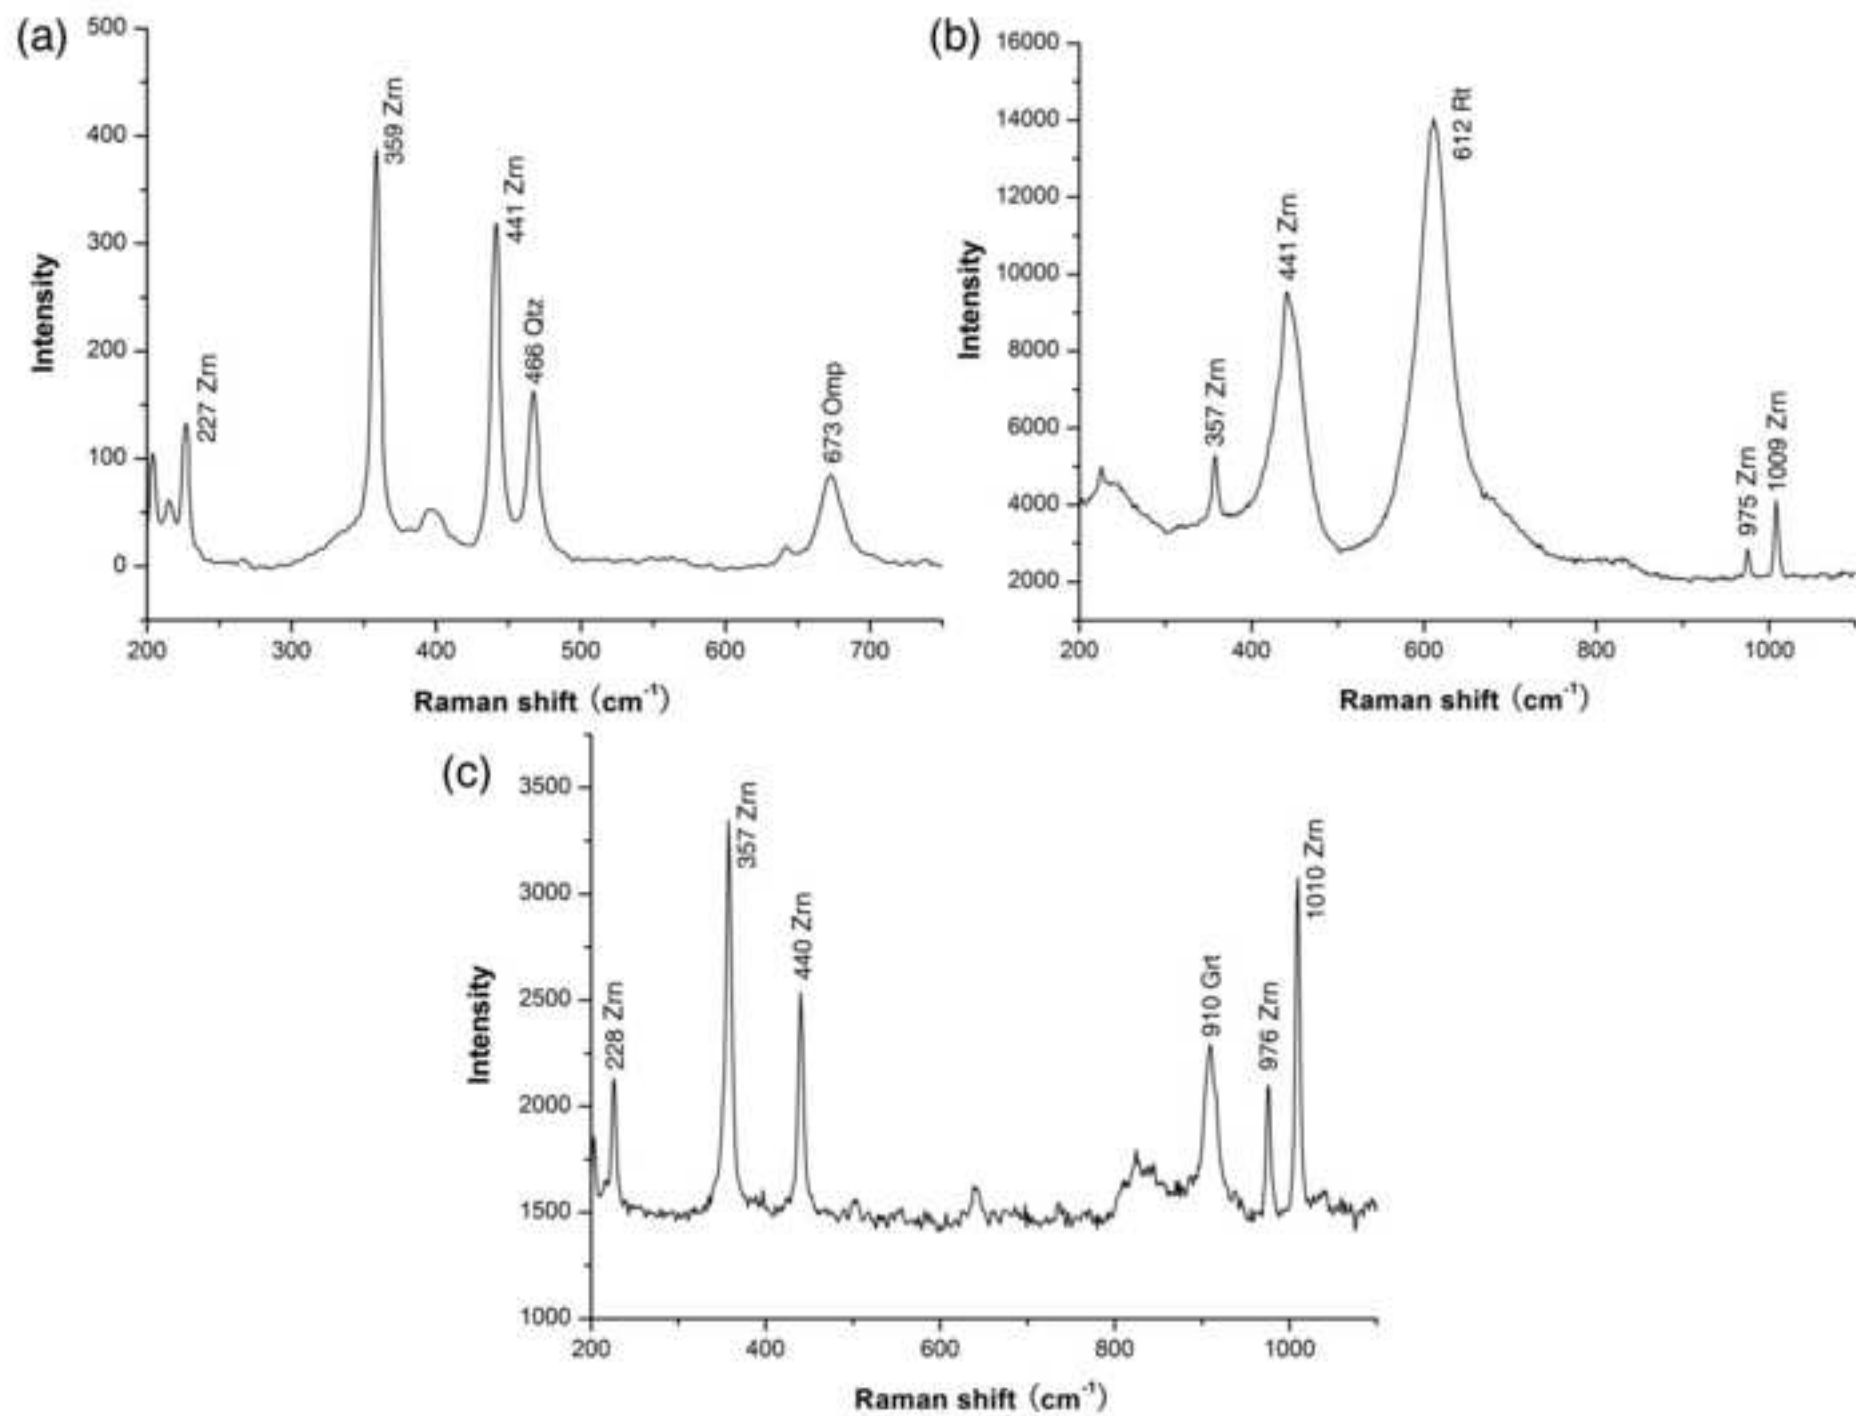 (a)
500
400
300
200
100
0
Intensity
227 Zrn
359 Zrn
441 Zrn
466 Qtz
673 Omp
200 300 400 500 600 700
Raman shift (cm-1)
(b)
16000
14000
12000
10000
8000
6000
4000
2000
Intensity
357 Zrn
441 Zrn
612 Rt
975 Zrn
1009 Zrn
200 400 600 800 1000
Raman shift (cm-1)
(c)
3500
3000
2500
2000
1500
1000
Intensity
228 Zrn
357 Zrn
440 Zrn
910 Grt
976 Zrn
1010 Zrn
200 400 600 800 1000
Raman shift (cm-1)